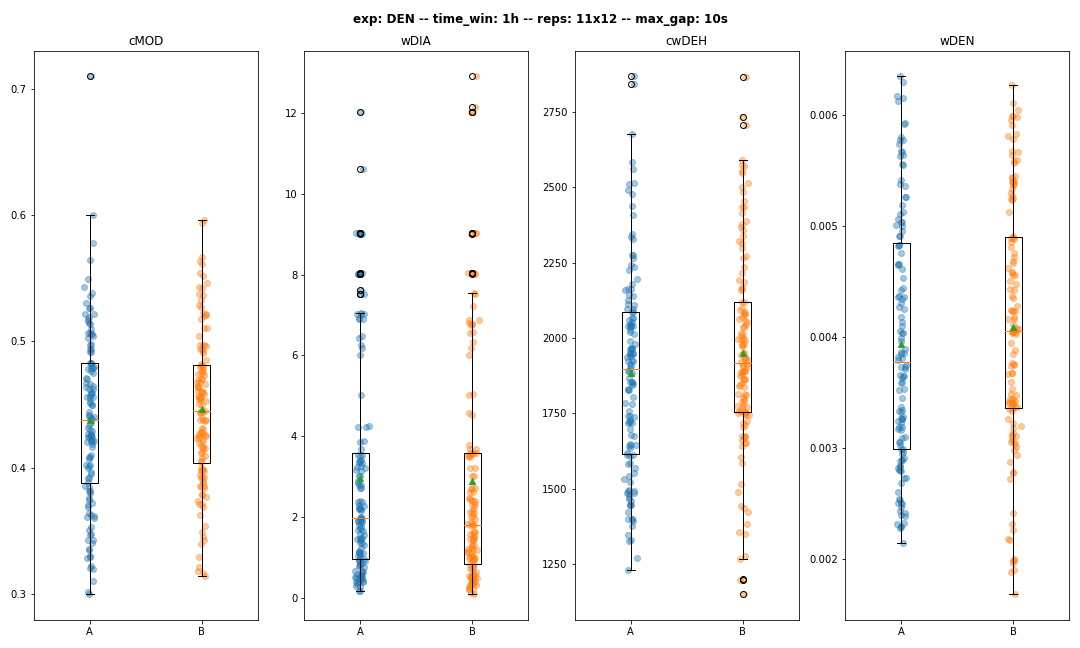 exp: DEN -- time_win: 1h -- reps: 11x12 -- max_gap: 10s
cMOD
wDIA
cwDEH
wDEN
0.7
0.6
0.5
0.4
0.3
A
B
12
10
8
6
4
2
0
A
B
2750
2500
2250
2000
1750
1500
1250
A
B
0.006
0.005
0.004
0.003
0.002
A
B